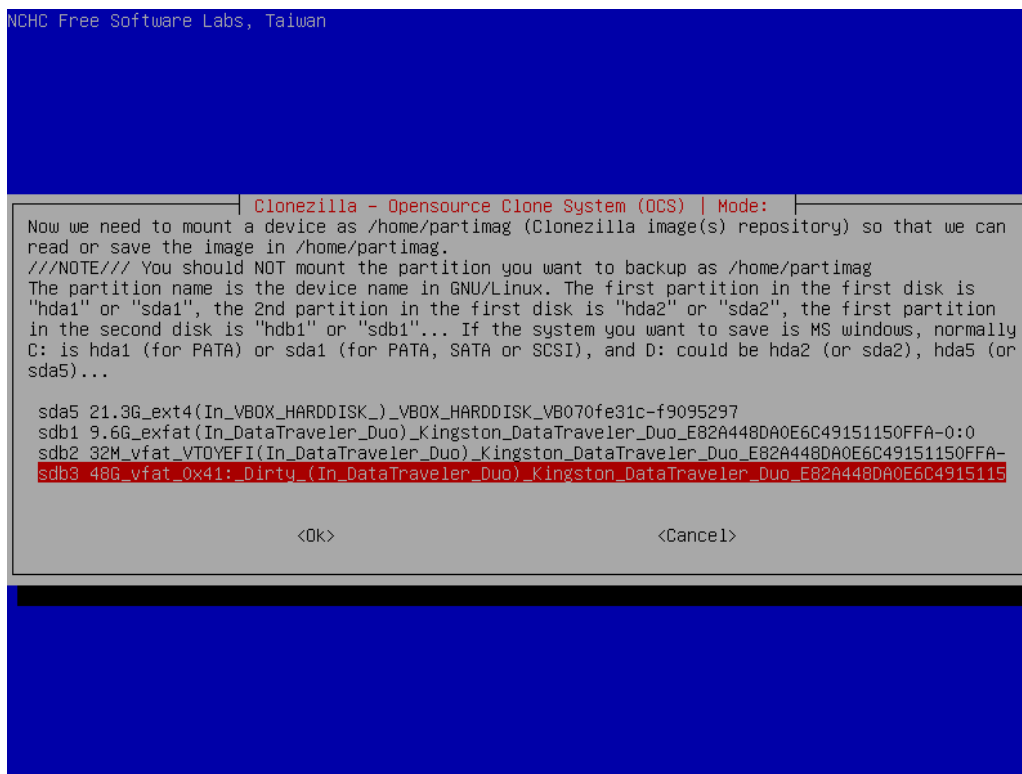 NCHC Free Software Labs, Taiwan
Clonezilla - Opensource Clone System (OCS) | Mode:
Now we need to mount a device as /home/partimag (Clonezilla image(s) repository) so that we can
read or save the image in /home/partimag.
///NOTE/// You should NOT mount the partition you want to backup as /home/partimag
The partition name is the device name in GNU/Linux. The first partition in the first disk is
"hda1" or "sda1", the 2nd partition in the first disk is "hda2" or "sda2", the first partition
in the second disk is "hdb1" or "sdb1"... If the system you want to save is MS windows, normally
C: is hda1 (for PATA) or sda1 (for PATA, SATA or SCSI), and D: could be hda2 (or sda2), hda5 (or
sda5)...
sda5 21.3G_ext4(In_VBOX_HARDDISK_)_VBOX_HARDDISK_VB070fe31c-f9095297
sdb1 9.6G_exfat(In_DataTraveler_Duo)_Kingston_DataTraveler_Duo_E82A448DA0E6C49151150FFA-0:0
sdb2 32M_vfat_VTOYEFI(In_DataTraveler_Duo)_Kingston_DataTraveler_Duo_E82A448DA0E6C49151150FFA-
sdb3 48G_vfat_0x41:_Dirty_(In_DataTraveler_Duo)_Kingston_DataTraveler_Duo_E82A448DA0E6C4915115
<Ok> <Cancel>